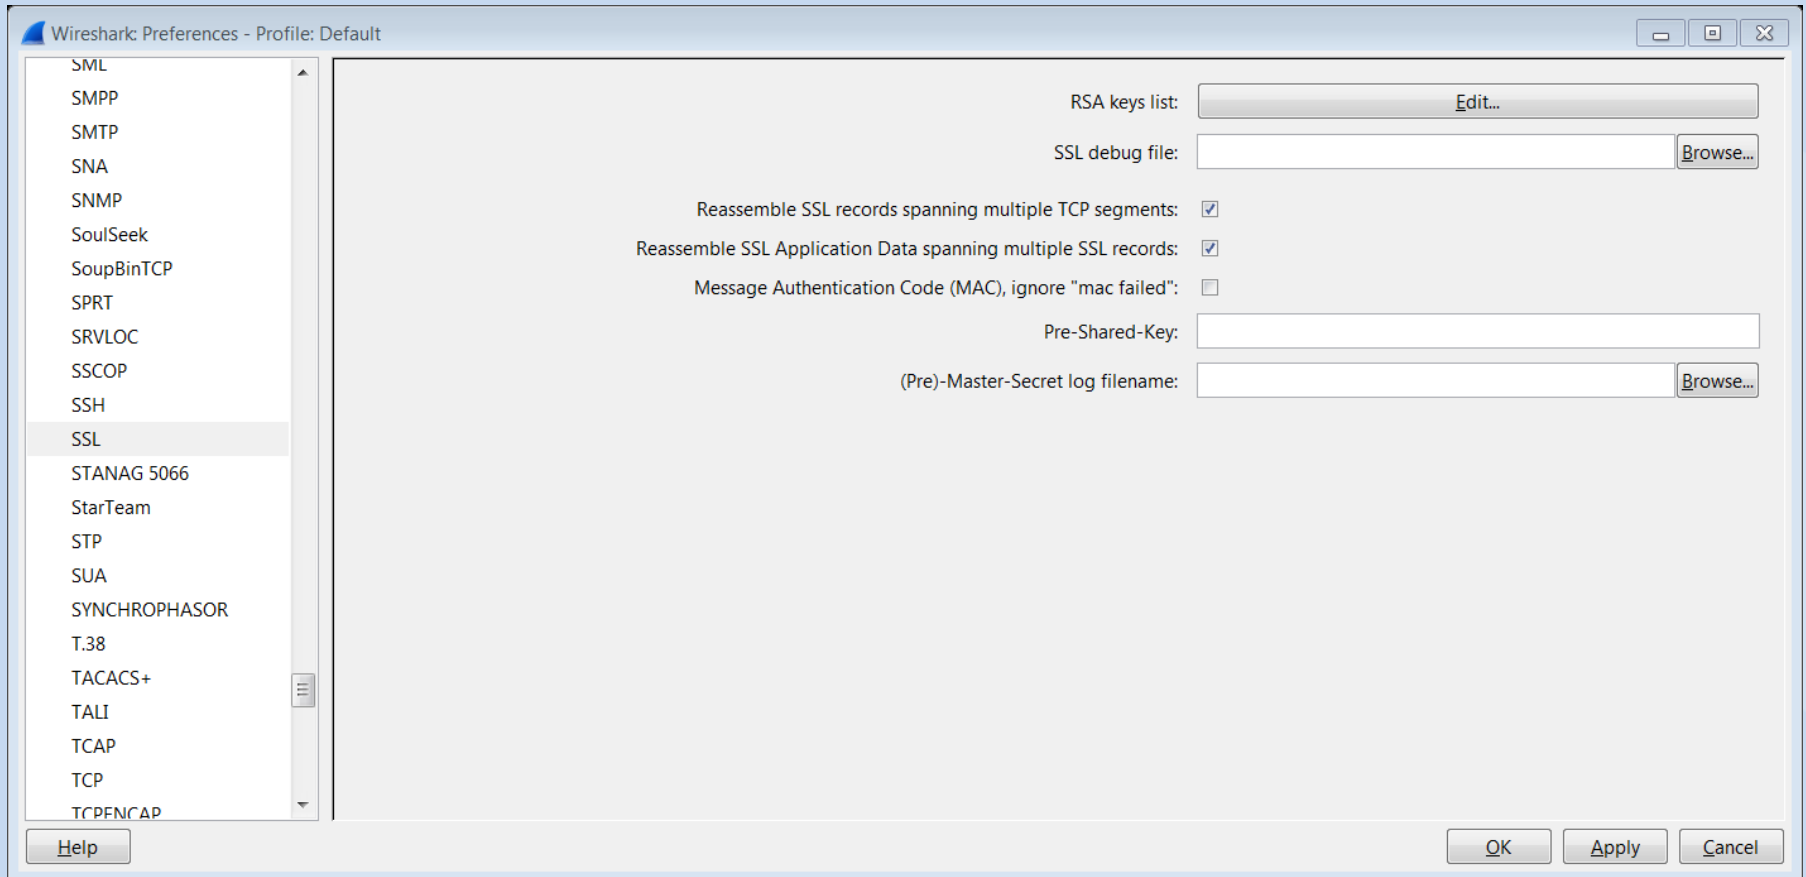 Wireshark: Preferences - Profile: Default
SML
SMPP
SMTP
SNA
SNMP
SoulSeek
SoupBinTCP
SPRT
SRVLOC
SSCOP
SSH
SSL
STANAG 5066
StarTeam
STP
SUA
SYNCHROPHASOR
T.38
TACACS+
TALI
TCAP
TCP
TCPENCAP
RSA keys list: Edit...
SSL debug file: Browse...
Reassemble SSL records spanning multiple TCP segments:
Reassemble SSL Application Data spanning multiple SSL records:
Message Authentication Code (MAC), ignore "mac failed":
Pre-Shared-Key:
(Pre)-Master-Secret log filename: Browse...
Help OK Apply Cancel